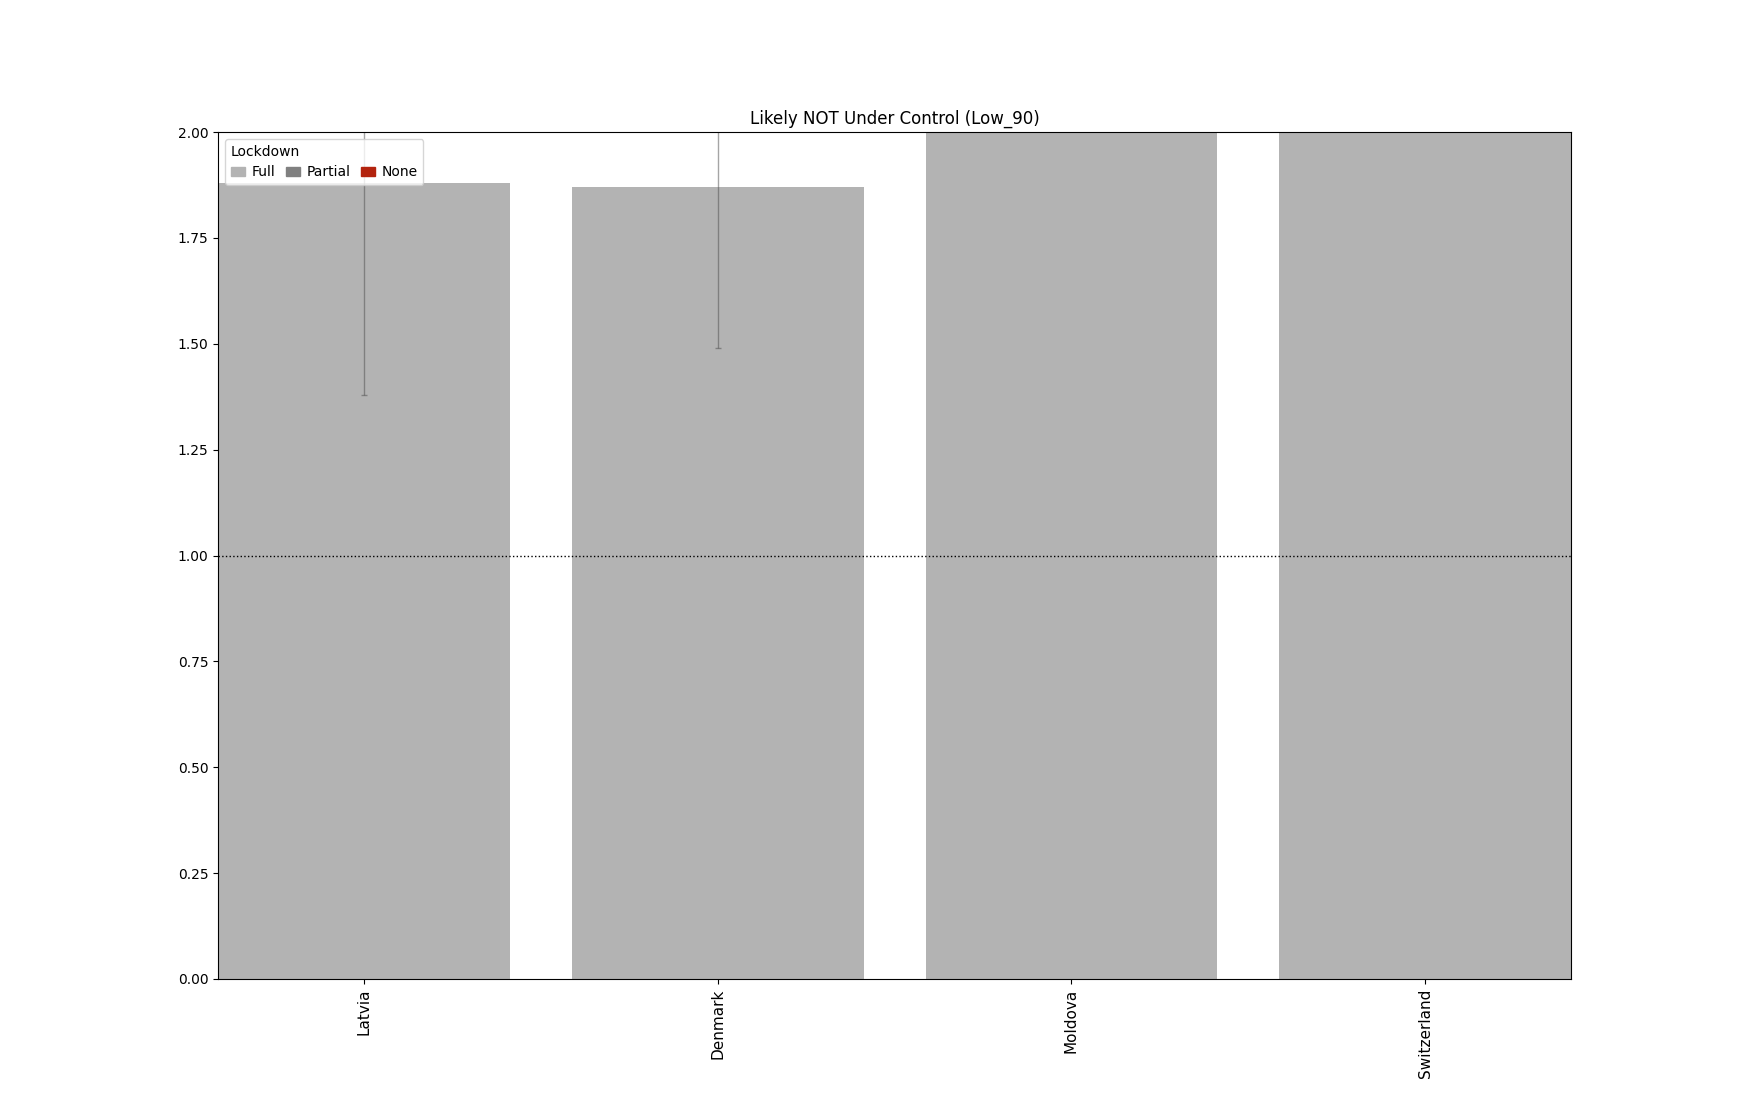 Likely NOT Under Control (Low_90)
Lockdown
Full Partial None
2.00
1.75
1.50
1.25
1.00
0.75
0.50
0.25
0.00
Latvia
Denmark
Moldova
Switzerland